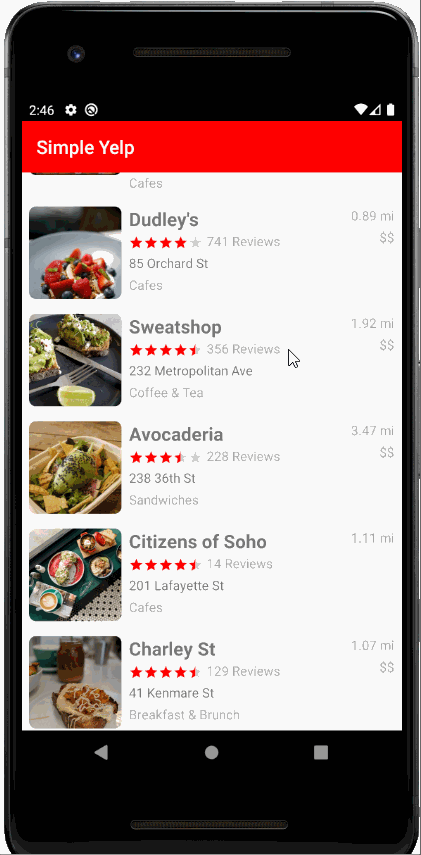 2:46
Simple Yelp
Cafes
Dudley's 0.89 mi
741 Reviews $$
85 Orchard St
Cafes
Sweatshop 1.92 mi
356 Reviews $$
232 Metropolitan Ave
Coffee & Tea
Avocaderia 3.47 mi
228 Reviews $$
238 36th St
Sandwiches
Citizens of Soho 1.11 mi
14 Reviews
201 Lafayette St
Cafes
Charley St 1.07 mi
129 Reviews $$
41 Kenmare St
Breakfast & Brunch